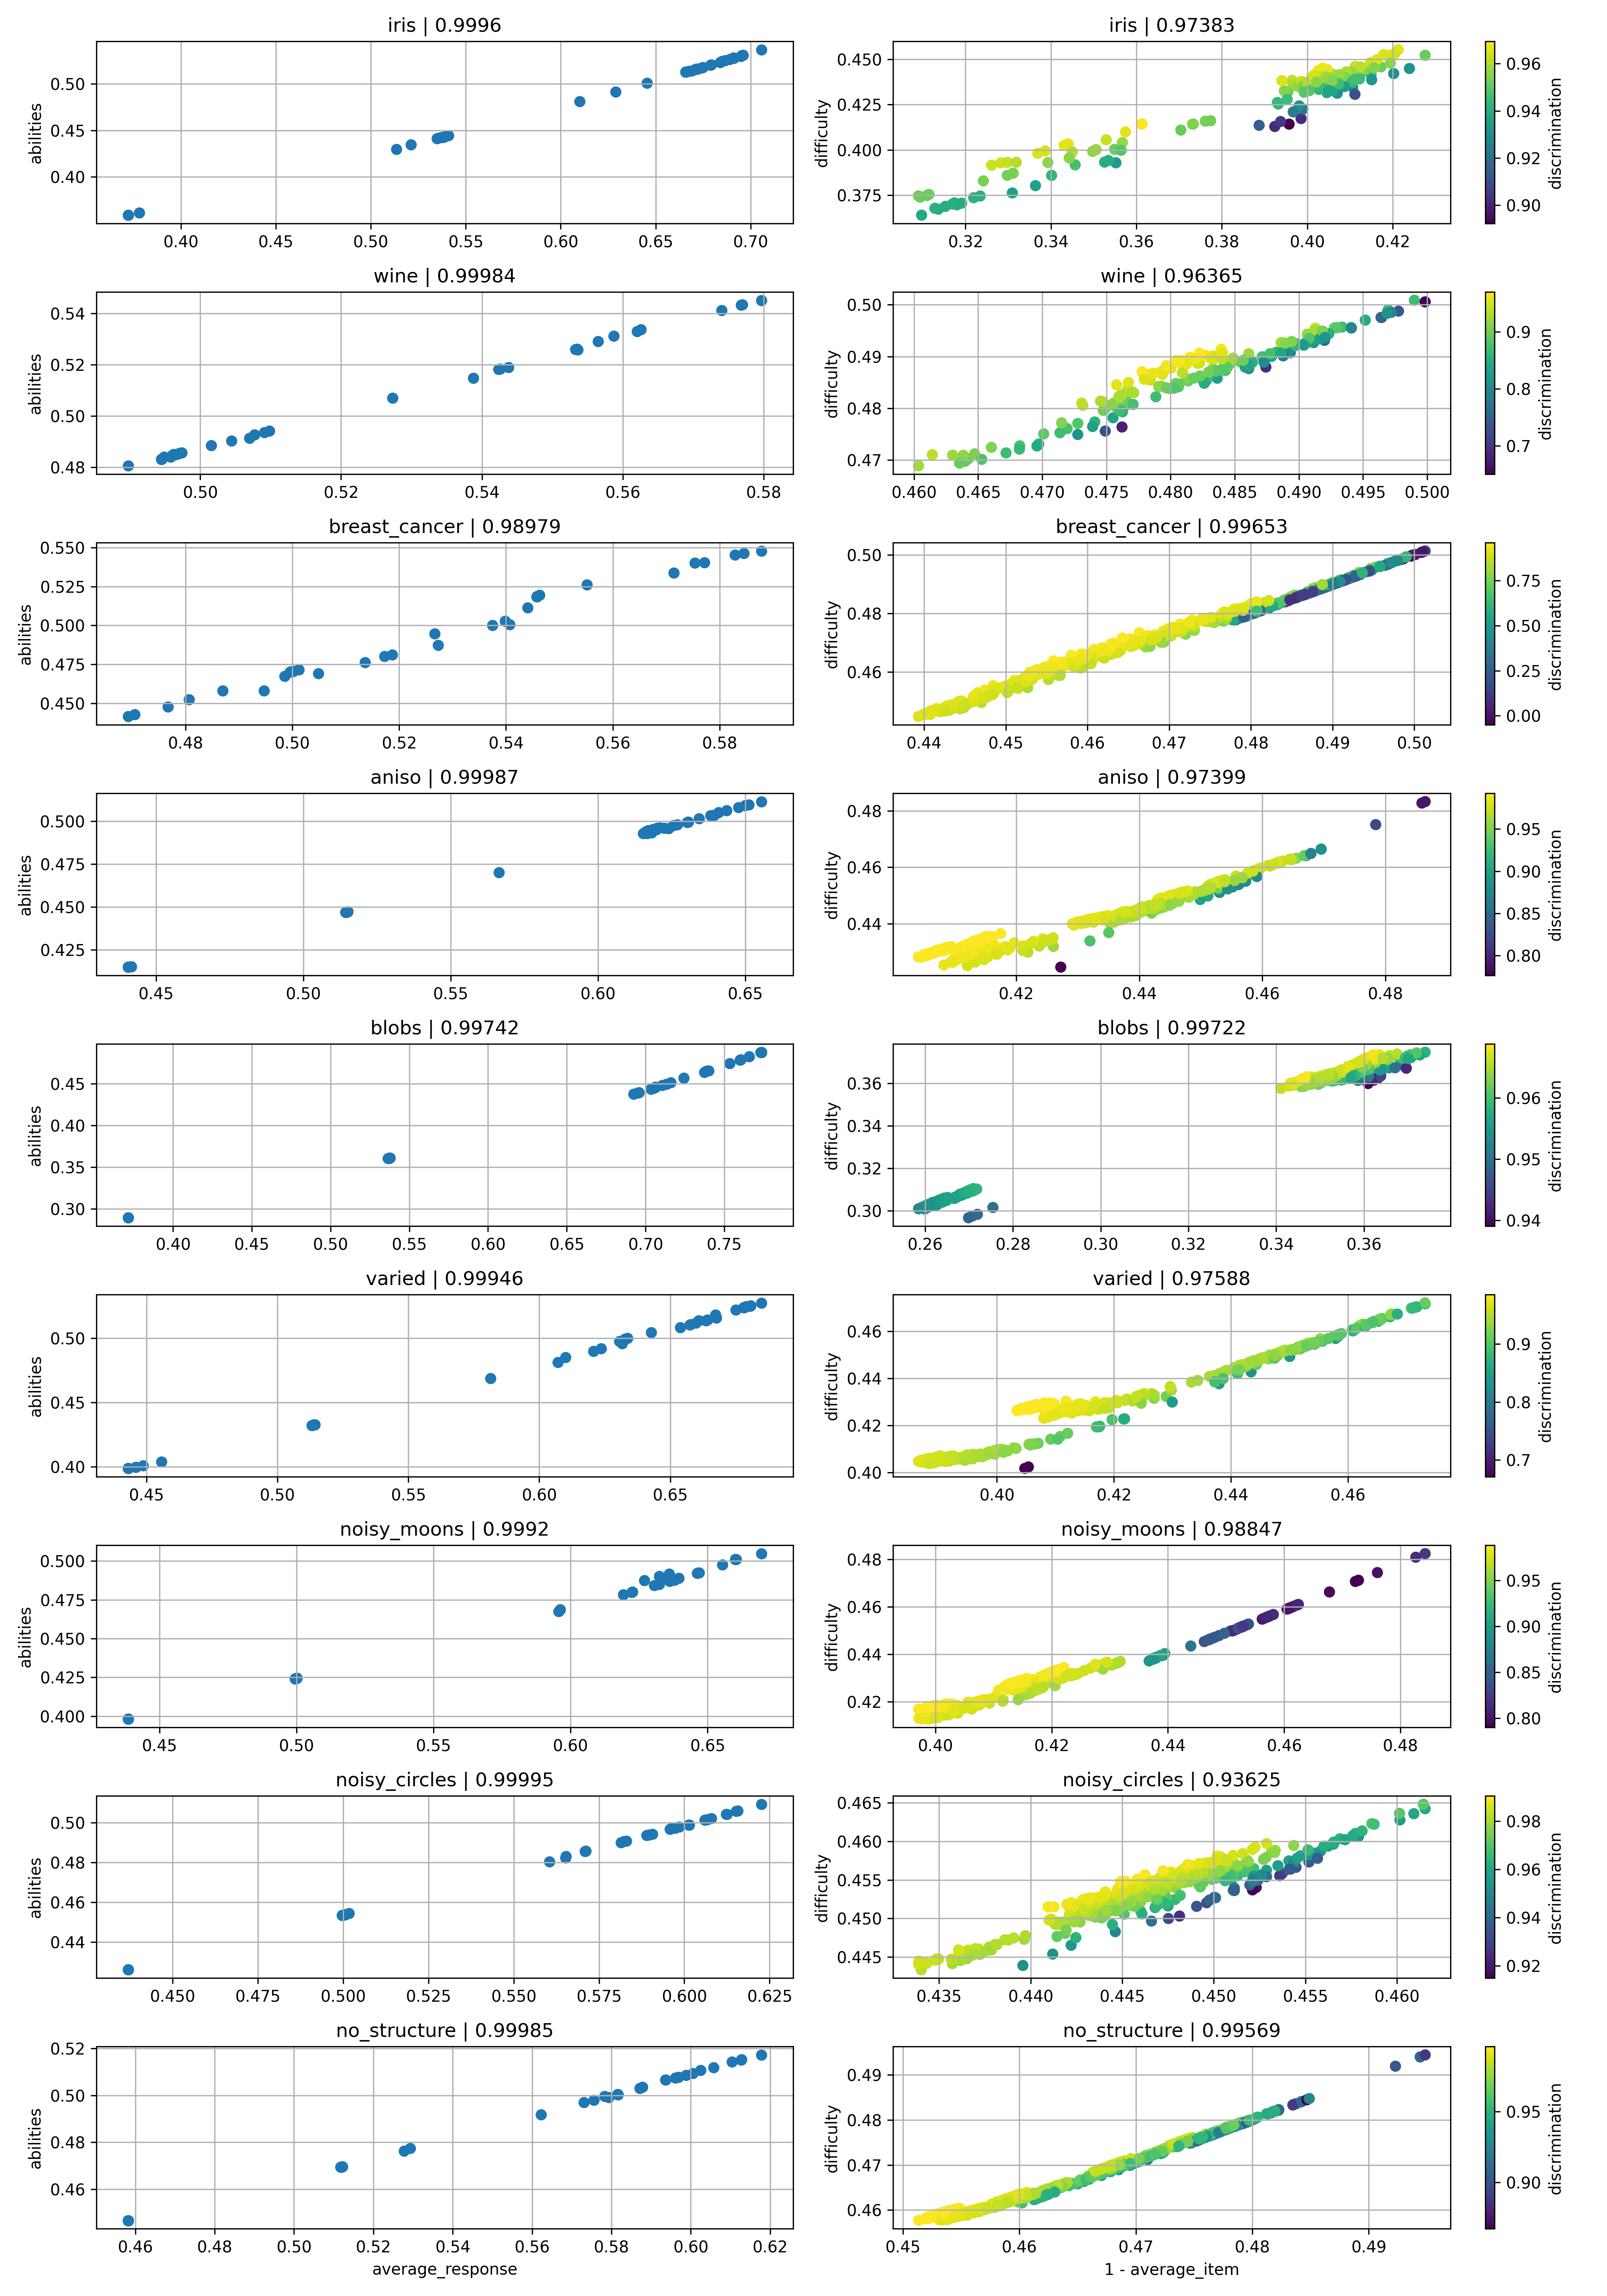 iris | 0.9996
abilities
0.50
0.45
0.40
0.40 0.45 0.50 0.55 0.60 0.65 0.70
iris | 0.97383
difficulty
0.450
0.425
0.400
0.375
0.32 0.34 0.36 0.38 0.40 0.42
0.96
0.94
0.92
0.90
discrimination
wine | 0.99984
abilities
0.54
0.52
0.50
0.48
0.50 0.52 0.54 0.56 0.58
wine | 0.96365
difficulty
0.50
0.49
0.48
0.47
0.460 0.465 0.470 0.475 0.480 0.485 0.490 0.495 0.500
0.9
0.8
0.7
discrimination
breast_cancer | 0.98979
abilities
0.550
0.525
0.500
0.475
0.450
0.48 0.50 0.52 0.54 0.56 0.58
breast_cancer | 0.99653
difficulty
0.50
0.48
0.46
0.44 0.45 0.46 0.47 0.48 0.49 0.50
0.75
0.50
0.25
0.00
discrimination
aniso | 0.99987
abilities
0.500
0.475
0.450
0.425
0.45 0.50 0.55 0.60 0.65
aniso | 0.97399
difficulty
0.48
0.46
0.44
0.42 0.44 0.46 0.48
0.95
0.90
0.85
0.80
discrimination
blobs | 0.99742
abilities
0.45
0.40
0.35
0.30
0.40 0.45 0.50 0.55 0.60 0.65 0.70 0.75
blobs | 0.99722
difficulty
0.36
0.34
0.32
0.30
0.26 0.28 0.30 0.32 0.34 0.36
0.96
0.95
0.94
discrimination
varied | 0.99946
abilities
0.50
0.45
0.40
0.45 0.50 0.55 0.60 0.65
varied | 0.97588
difficulty
0.46
0.44
0.42
0.40
0.40 0.42 0.44 0.46
0.9
0.8
0.7
discrimination
noisy_moons | 0.9992
abilities
0.500
0.475
0.450
0.425
0.400
0.45 0.50 0.55 0.60 0.65
noisy_moons | 0.98847
difficulty
0.48
0.46
0.44
0.42
0.40 0.42 0.44 0.46 0.48
0.95
0.90
0.85
0.80
discrimination
noisy_circles | 0.99995
abilities
0.50
0.48
0.46
0.44
0.450 0.475 0.500 0.525 0.550 0.575 0.600 0.625
noisy_circles | 0.93625
difficulty
0.465
0.460
0.455
0.450
0.445
0.435 0.440 0.445 0.450 0.455 0.460
0.98
0.96
0.94
0.92
discrimination
no_structure | 0.99985
abilities
0.52
0.50
0.48
0.46
0.46 0.48 0.50 0.52 0.54 0.56 0.58 0.60 0.62
average_response
no_structure | 0.99569
difficulty
0.49
0.48
0.47
0.46
0.45 0.46 0.47 0.48 0.49
1 - average_item
0.95
0.90
discrimination